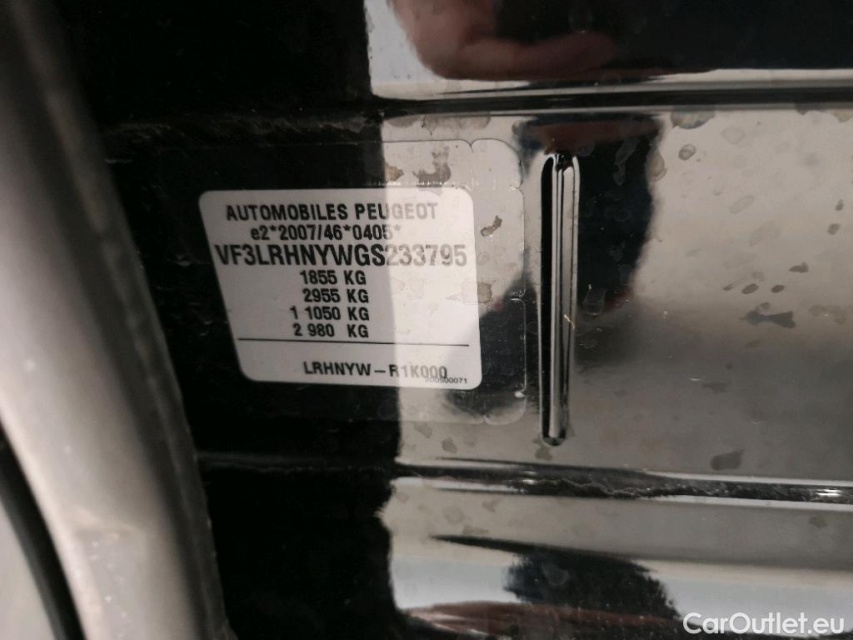 AUTOMOBILES PEUGEOT
e2*2007/46*0405*
VF3LRHNYWGS233795
1855 KG
2955 KG
1 1050 KG
2 980 KG
LRHNYW-R1K000
CarOutlet.eu